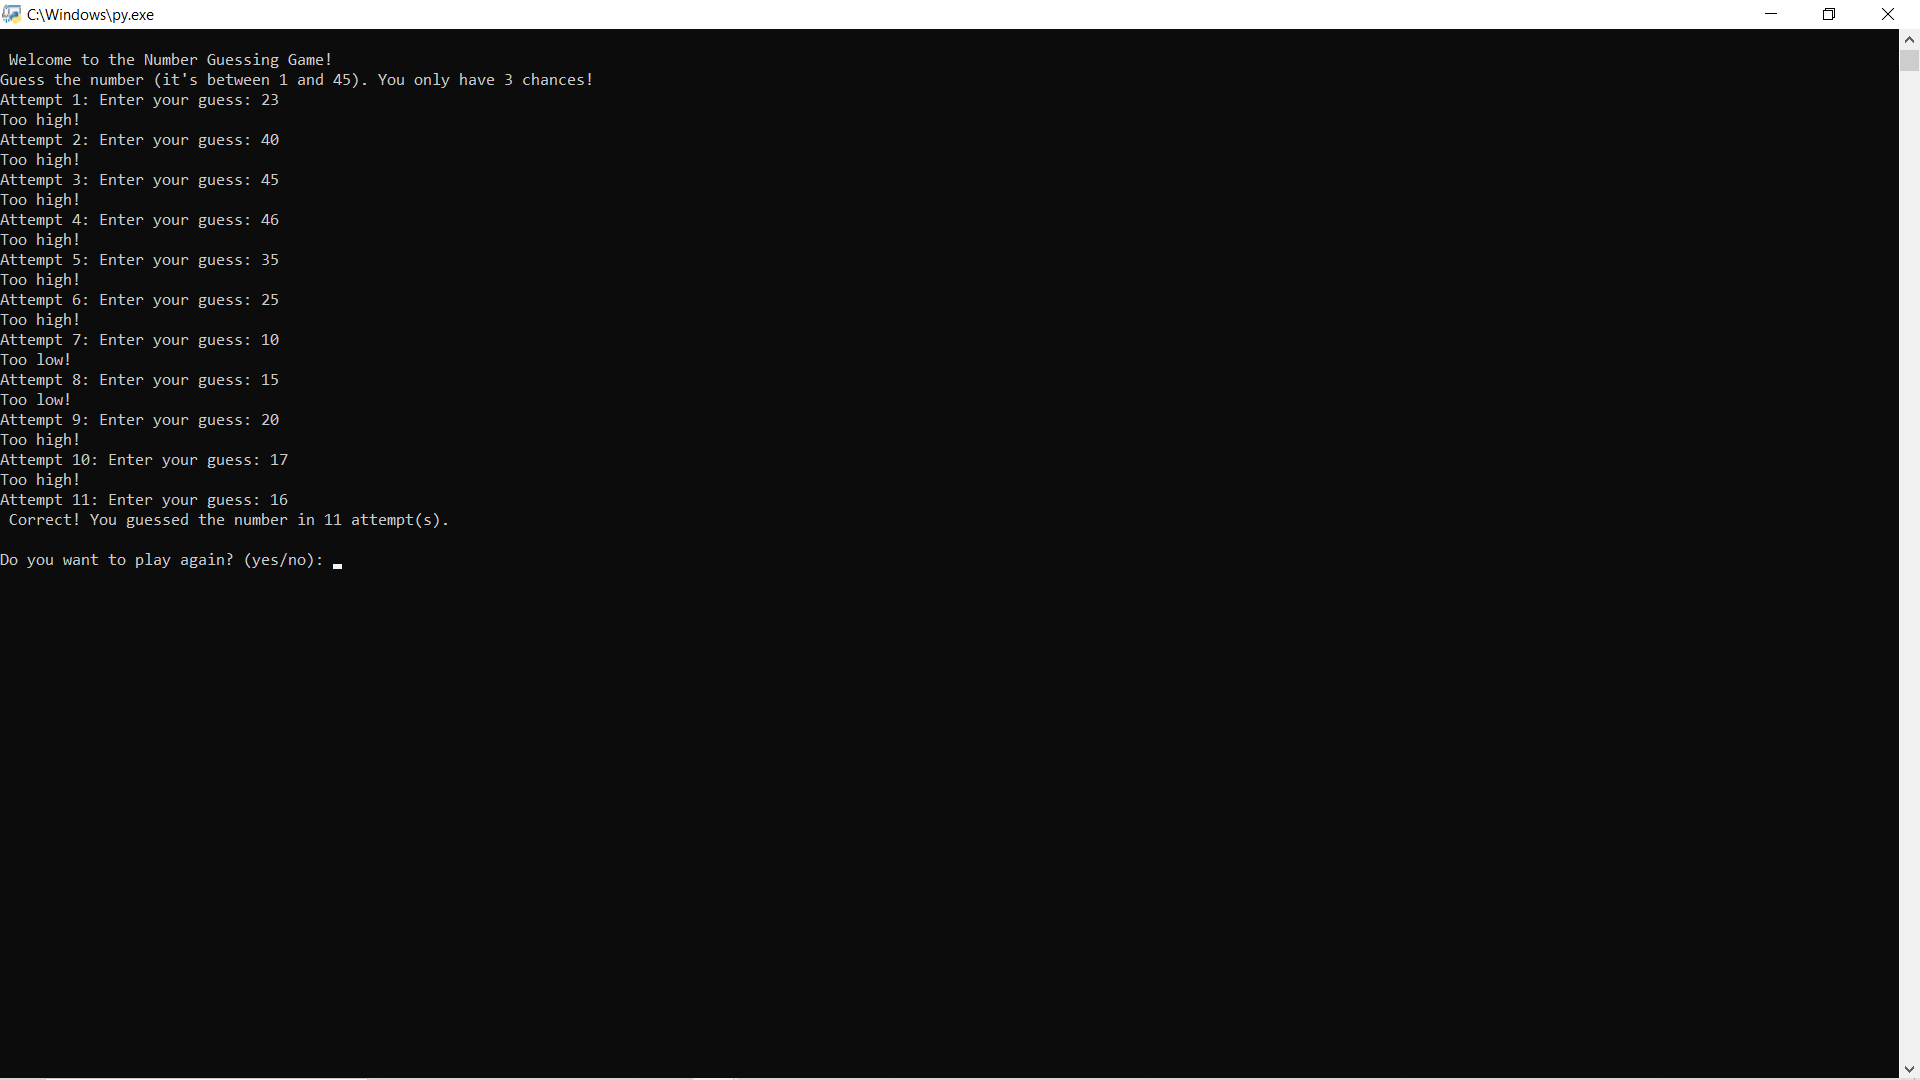 C:\Windows\py.exe
Welcome to the Number Guessing Game!
Guess the number (it's between 1 and 45). You only have 3 chances!
Attempt 1: Enter your guess: 23
Too high!
Attempt 2: Enter your guess: 40
Too high!
Attempt 3: Enter your guess: 45
Too high!
Attempt 4: Enter your guess: 46
Too high!
Attempt 5: Enter your guess: 35
Too high!
Attempt 6: Enter your guess: 25
Too high!
Attempt 7: Enter your guess: 10
Too low!
Attempt 8: Enter your guess: 15
Too low!
Attempt 9: Enter your guess: 20
Too high!
Attempt 10: Enter your guess: 17
Too high!
Attempt 11: Enter your guess: 16
Correct! You guessed the number in 11 attempt(s).
Do you want to play again? (yes/no):